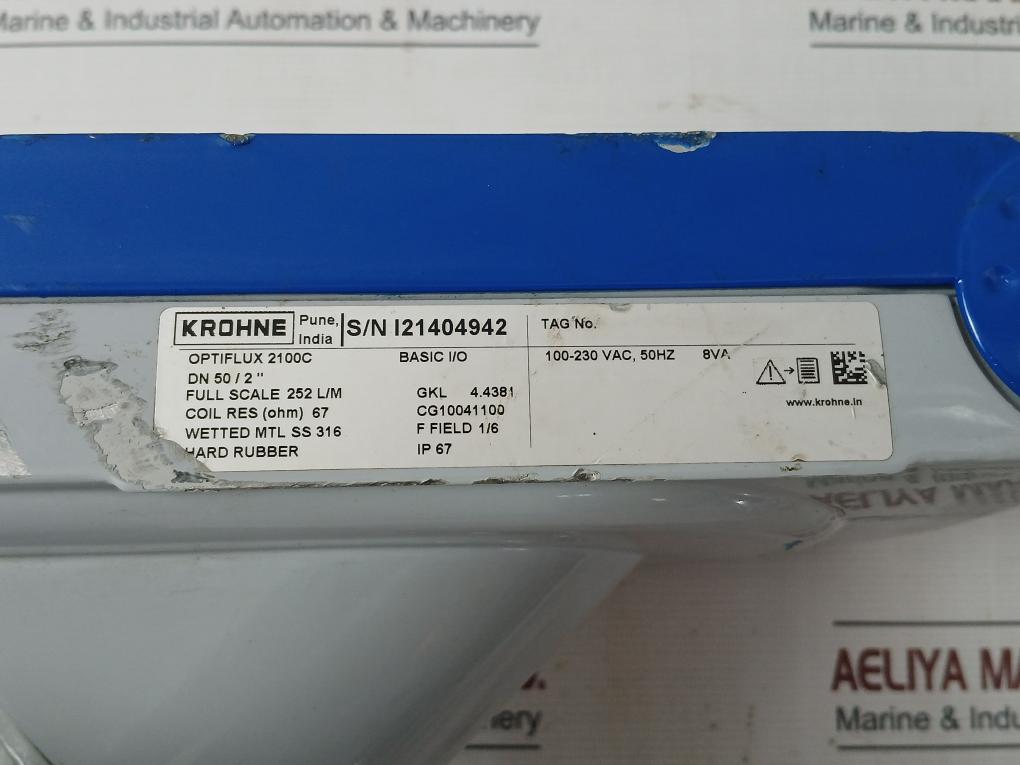 Marine & Industrial Automation & Machinery
Marine & Industri
KROHNE Pune, India S/N I21404942
TAG No.
OPTIFLUX 2100C BASIC I/O
DN 50 / 2 "
FULL SCALE 252 L/M GKL 4.4381
COIL RES (ohm) 67 CG10041100
WETTED MTL SS 316 F FIELD 1/6
HARD RUBBER IP 67
100-230 VAC, 50HZ 8VA
www.krohne.in
AELIYA MA
Marine & Indu